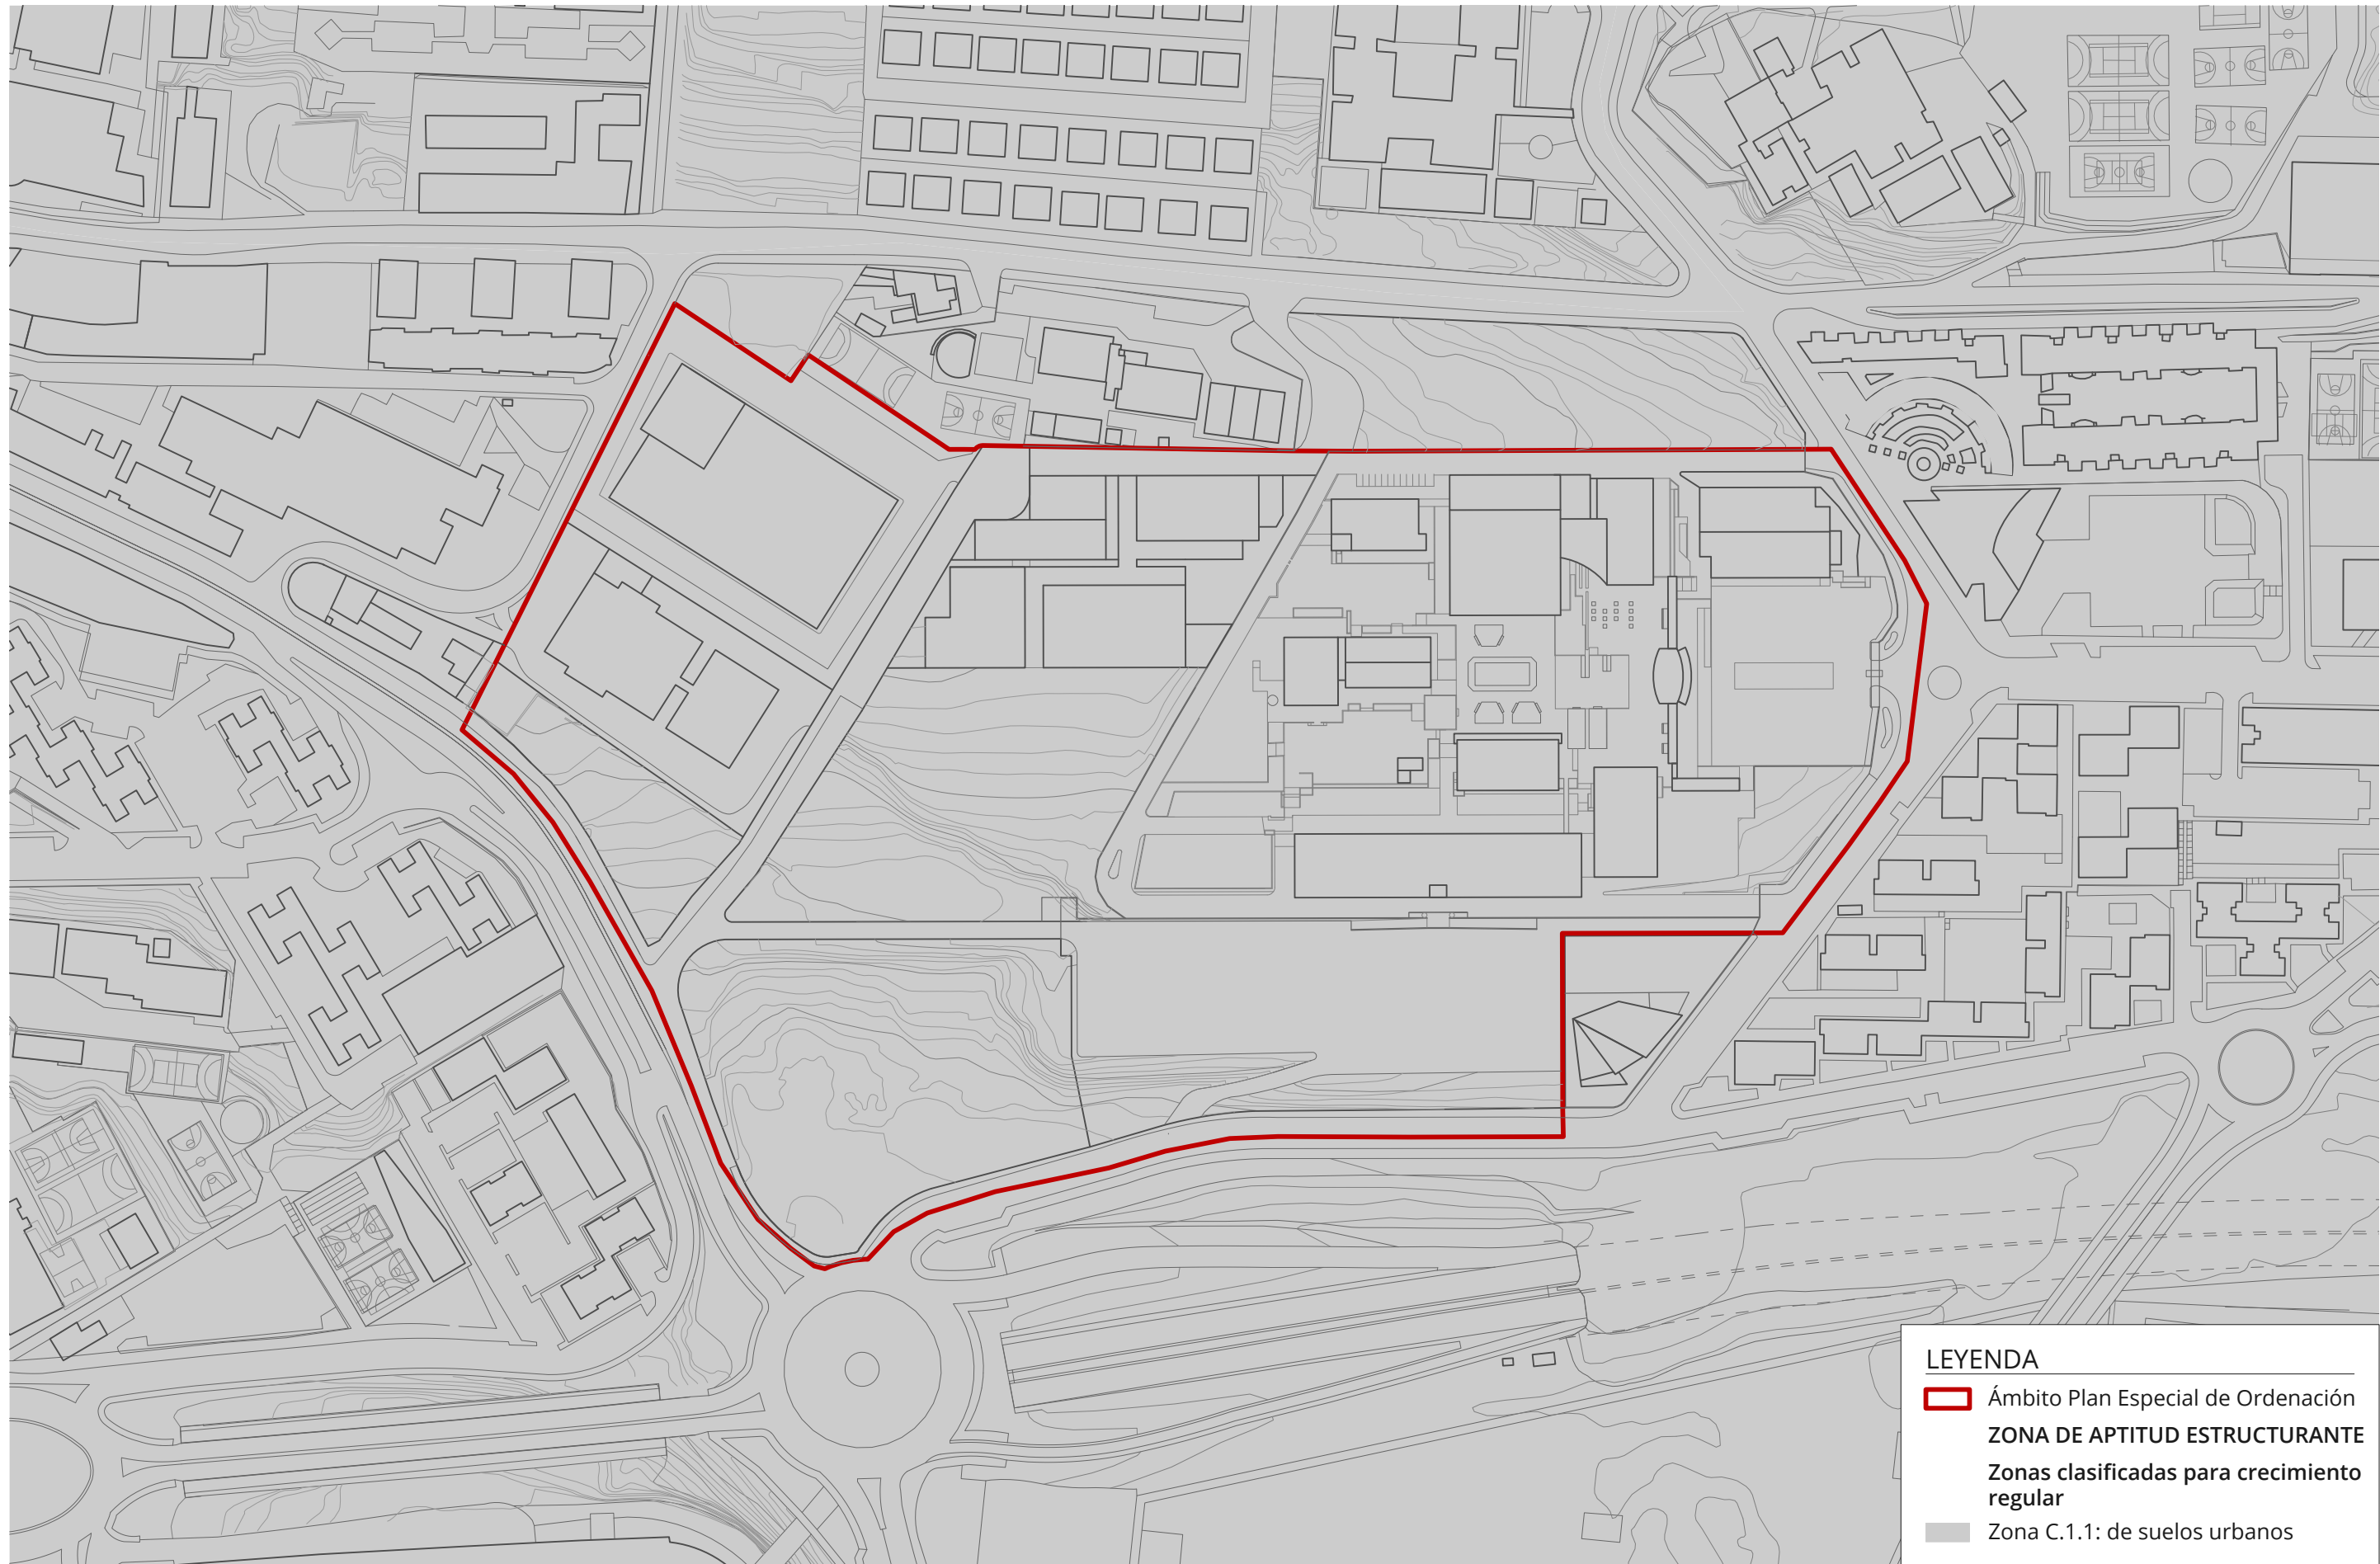 LEYENDA
Ámbito Plan Especial de Ordenación
ZONA DE APTITUD ESTRUCTURANTE
Zonas clasificadas para crecimiento
regular
Zona C.1.1: de suelos urbanos